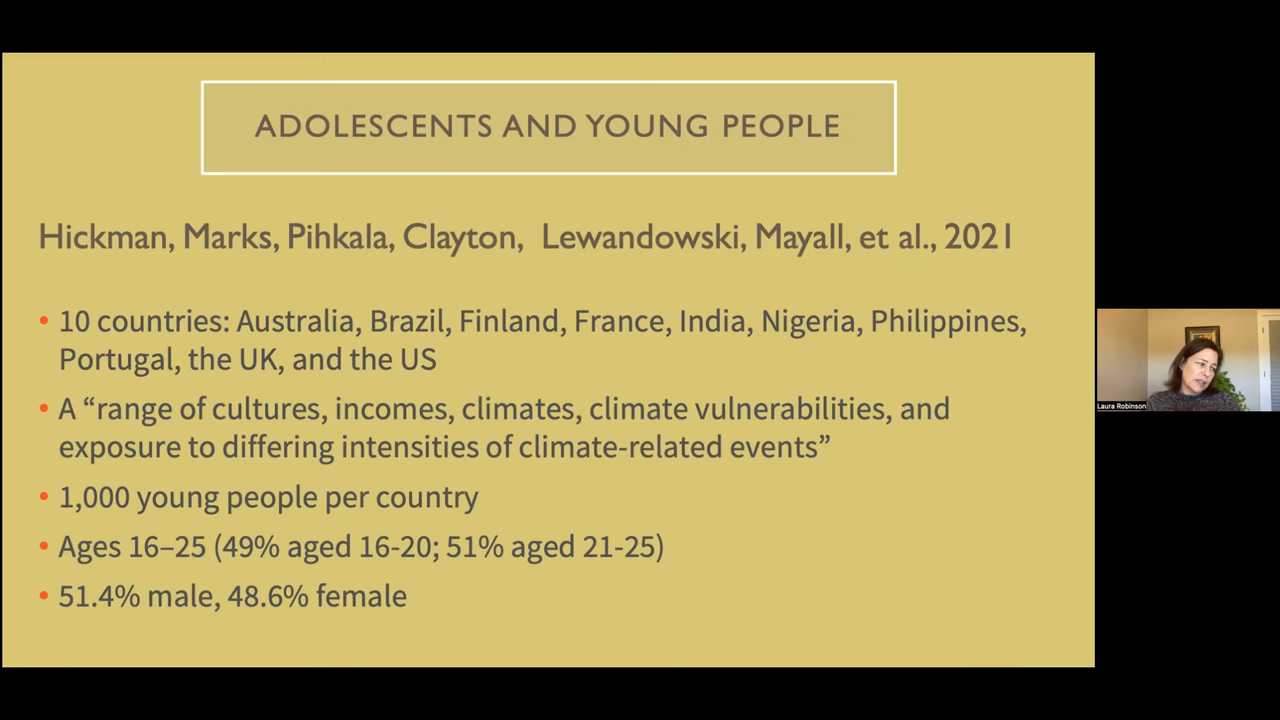 ADOLESCENTS AND YOUNG PEOPLE
Hickman, Marks, Pihkala, Clayton, Lewandowski, Mayall, et al., 2021
• 10 countries: Australia, Brazil, Finland, France, India, Nigeria, Philippines,
Portugal, the UK, and the US
• A “range of cultures, incomes, climates, climate vulnerabilities, and
exposure to differing intensities of climate-related events”
• 1,000 young people per country
• Ages 16–25 (49% aged 16-20; 51% aged 21-25)
• 51.4% male, 48.6% female
Laura Robinson